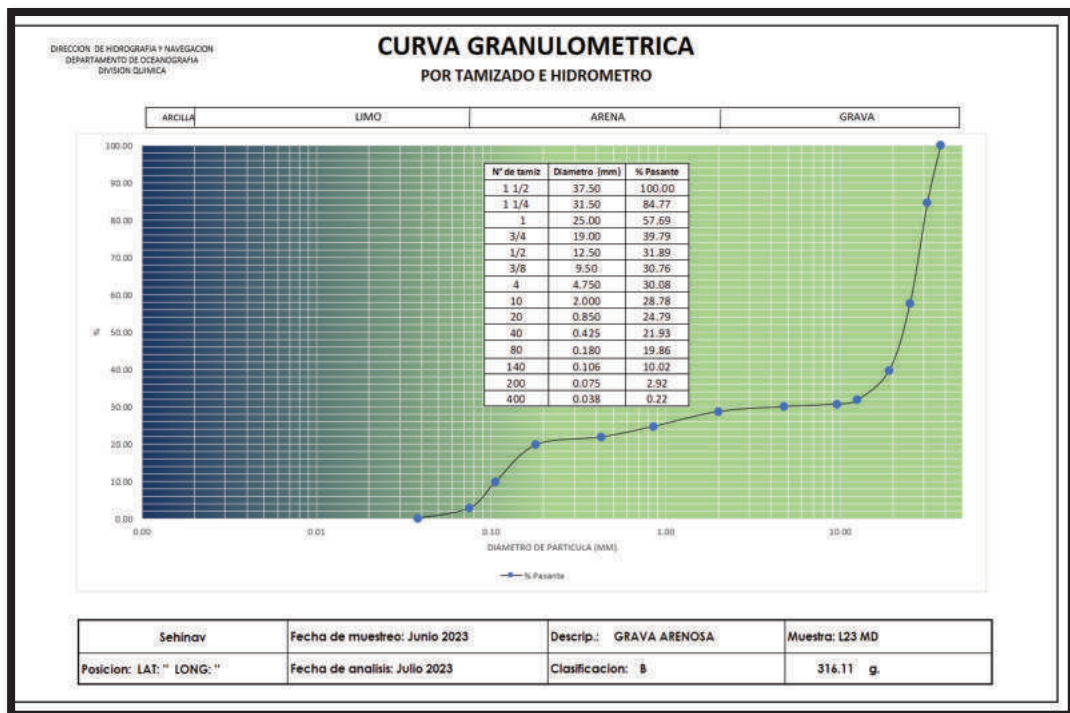 DIRECCION DE HIDROGRAFIA Y NAVEGACION
DEPARTAMENTO DE OCEANOGRAFIA
DIVISION QUIMICA
CURVA GRANULOMETRICA
POR TAMIZADO E HIDROMETRO
ARCILLA LIMO ARENA GRAVA
100.00
90.00
80.00
70.00
60.00
50.00
40.00
30.00
20.00
10.00
0.00
%
N° de tamiz Diametro (mm) % Pasante
1 1/2 37.50 100.00
1 1/4 31.50 84.77
1 25.00 57.69
3/4 19.00 39.79
1/2 12.50 31.89
3/8 9.50 30.76
4 4.750 30.08
10 2.000 28.78
20 0.850 24.79
40 0.425 21.93
80 0.180 19.86
140 0.106 10.02
200 0.075 2.92
400 0.038 0.22
0.00 0.01 0.10 1.00 10.00
DIAMETRO DE PARTICULA (MM)
% Pasante
Sehinav Fecha de muestreo: Junio 2023 Descrip.: GRAVA ARENOSA Muestra: L23 MD
Posicion: LAT: " LONG: " Fecha de analisis: Julio 2023 Clasificacion: B 316.11 g.